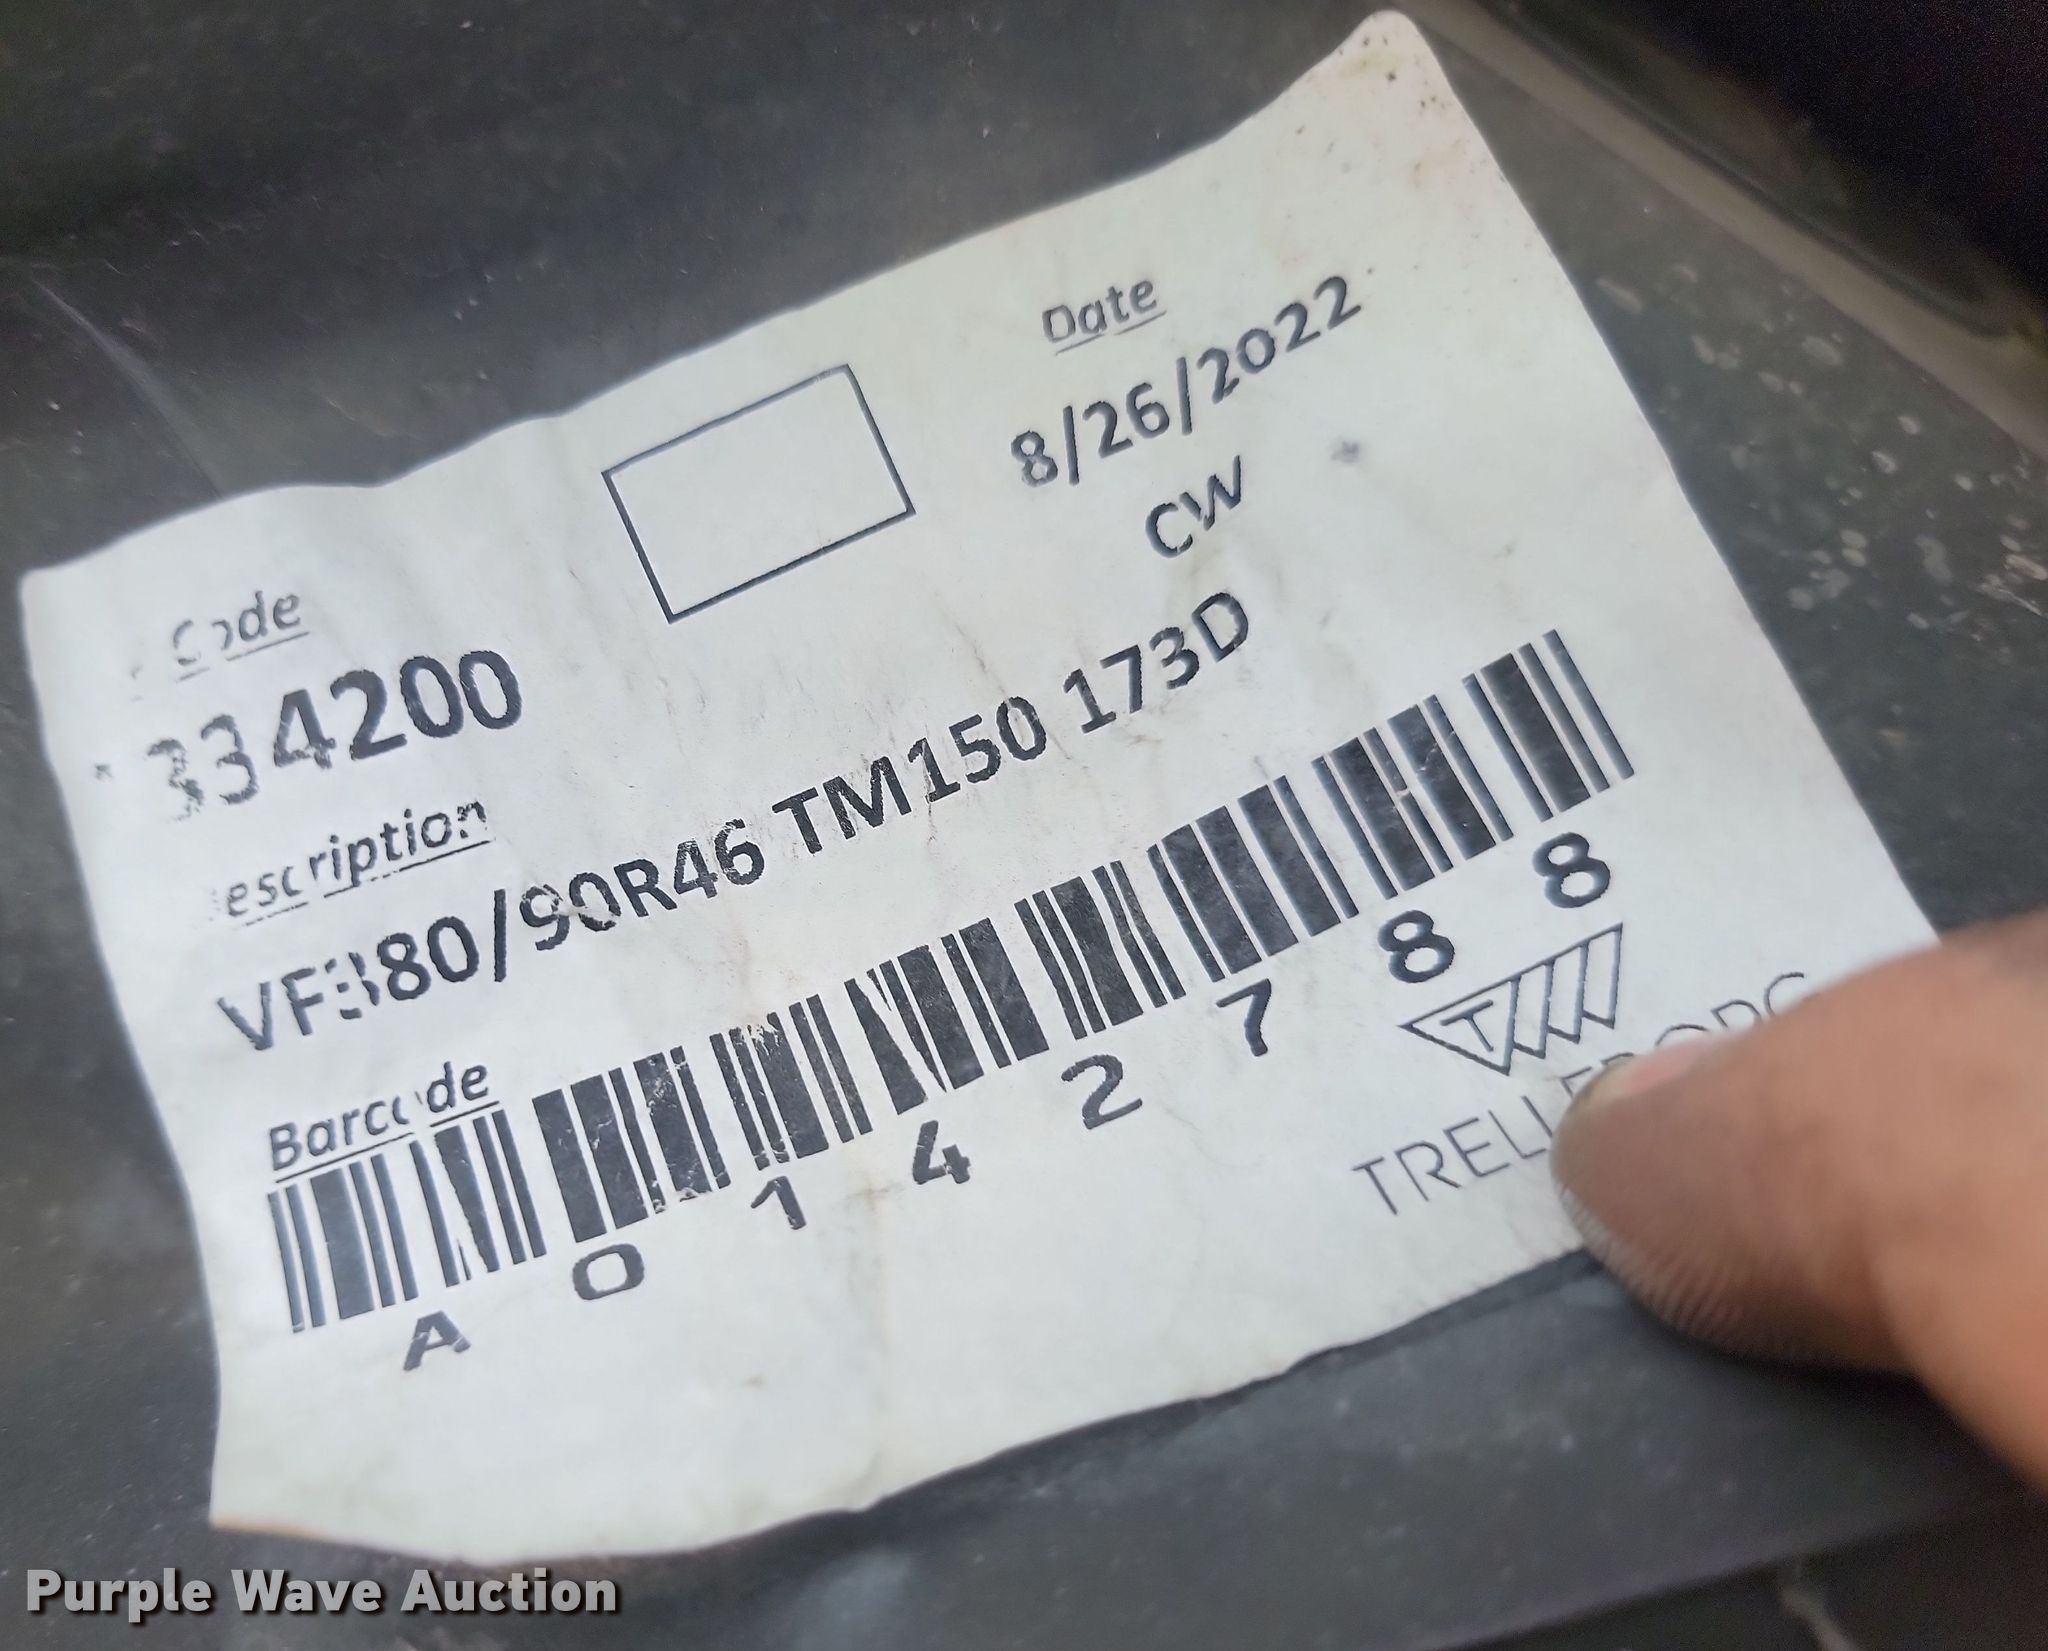 Code
334200
Date
8/26/2022
CW
escription
VF380/90R46 TM150 173D
Barcode
A 0 1 4 2 7 8 8
T
Purple Wave Auction